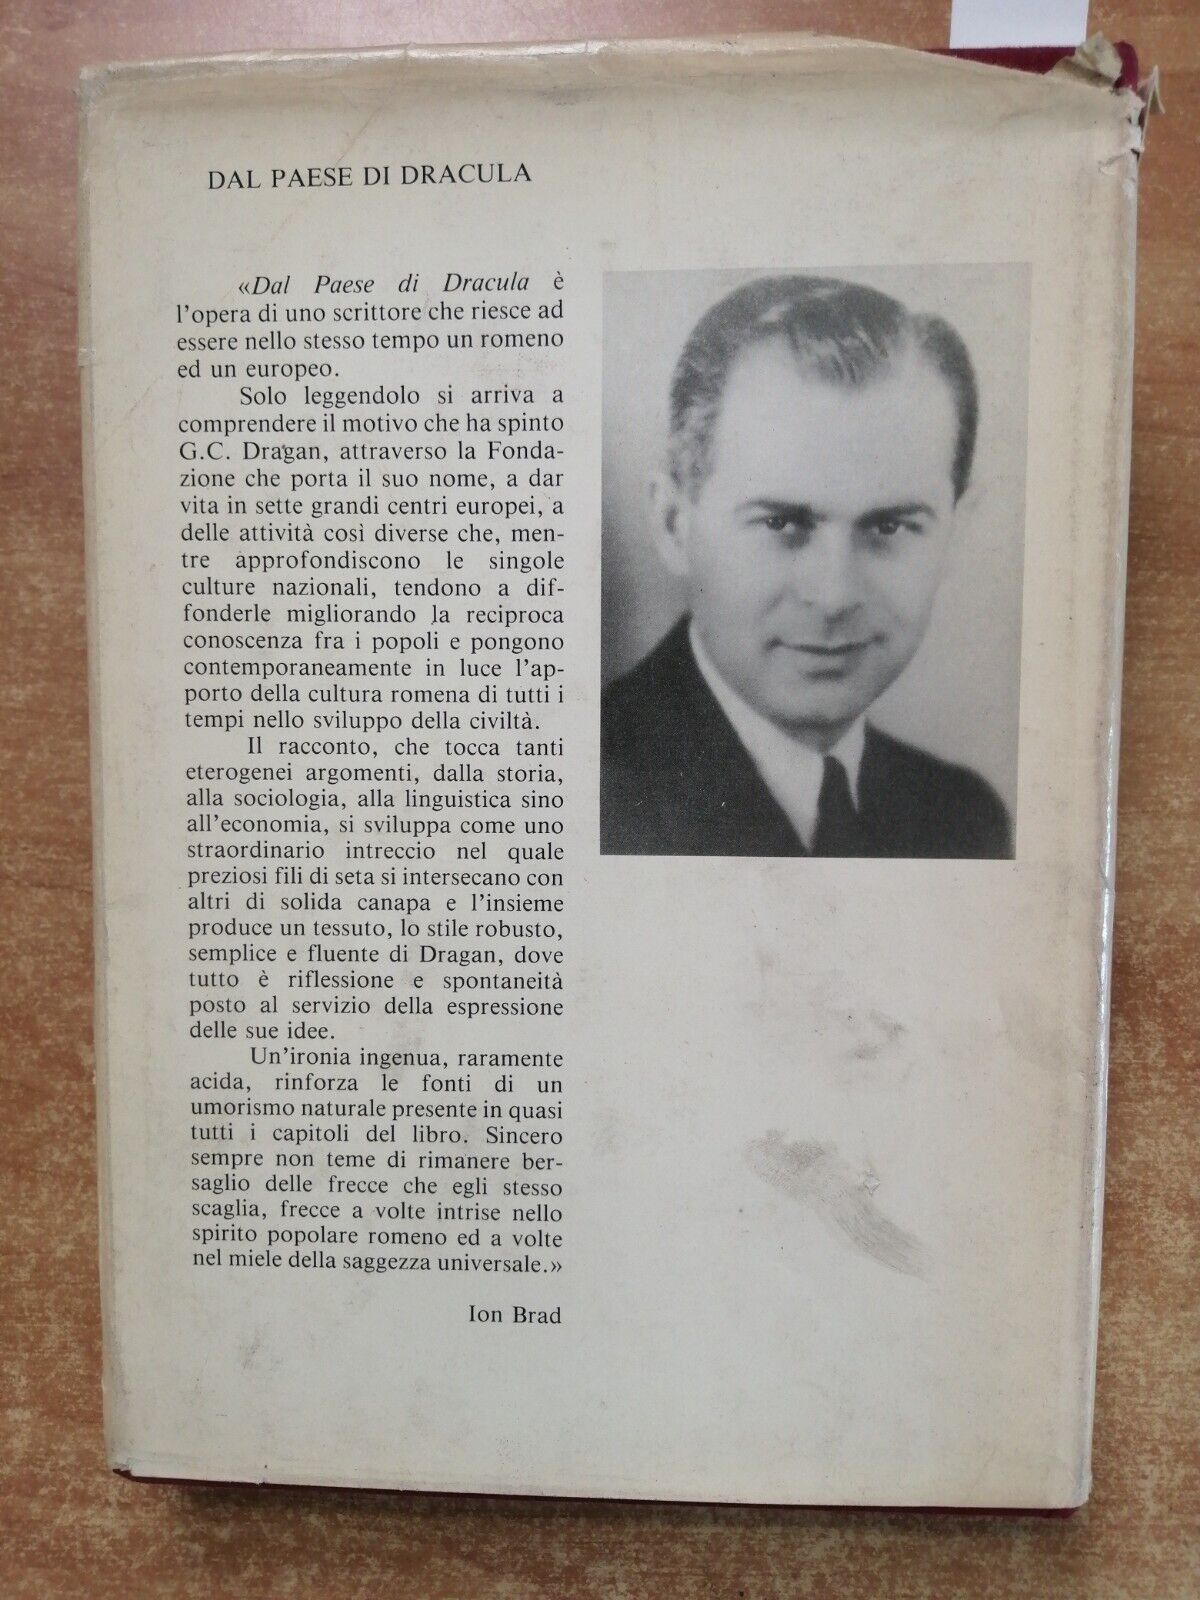 DAL PAESE DI DRACULA
«Dal Paese di Dracula è
l'opera di uno scrittore che riesce ad
essere nello stesso tempo un romeno
ed un europeo.
Solo leggendolo si arriva a
comprendere il motivo che ha spinto
G.C. Dragan, attraverso la Fonda-
zione che porta il suo nome, a dar
vita in sette grandi centri europei, a
delle attività così diverse che, men-
tre approfondiscono le singole
culture nazionali, tendono a dif-
fonderle migliorando la reciproca
conoscenza fra i popoli e pongono
contemporaneamente in luce l'ap-
porto della cultura romena di tutti i
tempi nello sviluppo della civiltà.
Il racconto, che tocca tanti
eterogenei argomenti, dalla storia,
alla sociologia, alla linguistica sino
all'economia, si sviluppa come uno
straordinario intreccio nel quale
preziosi fili di seta si intersecano con
altri di solida canapa e l'insieme
produce un tessuto, lo stile robusto,
semplice e fluente di Dragan, dove
tutto è riflessione e spontaneità
posto al servizio della espressione
delle sue idee.
Un'ironia ingenua, raramente
acida, rinforza le fonti di un
umorismo naturale presente in quasi
tutti i capitoli del libro. Sincero
sempre non teme di rimanere ber-
saglio delle frecce che egli stesso
scaglia, frecce a volte intrise nello
spirito popolare romeno ed a volte
nel miele della saggezza universale.»
Ion Brad